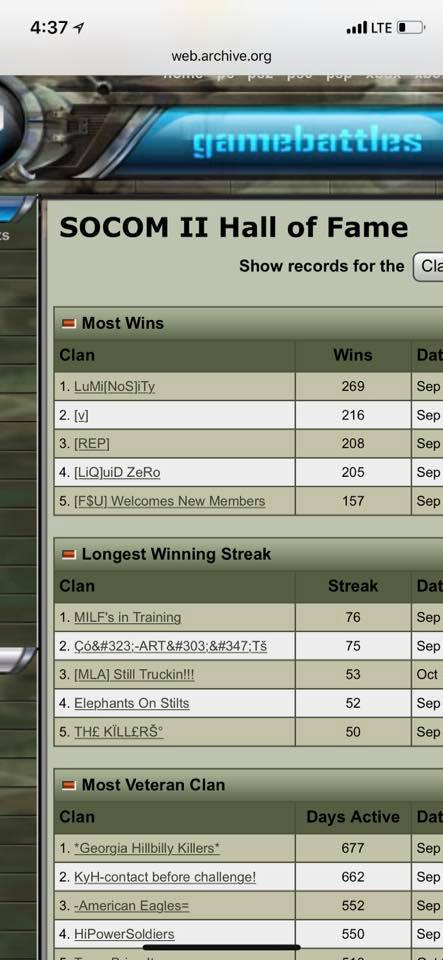 4:37 LTE
web.archive.org
home ps ps2 ps3 psp xbox
gamebattles
ts
SOCOM II Hall of Fame
Show records for the Cla
Most Wins
Clan Wins Dat
1. LuMi[NoS]iTy 269 Sep
2. [v] 216 Sep
3. [REP] 208 Sep
4. [LiQ]uiD ZeRo 205 Sep
5. [F$U] Welcomes New Members 157 Sep
Longest Winning Streak
Clan Streak Dat
1. MILF's in Training 76 Sep
2. Çó&#323;-ART&#303;&#347;Tš 75 Sep
3. [MLA] Still Truckin!!! 53 Oct
4. Elephants On Stilts 52 Sep
5. TH£ KÏLL£RŠ° 50 Sep
Most Veteran Clan
Clan Days Active Dat
1. *Georgia Hillbilly Killers* 677 Sep
2. KyH-contact before challenge! 662 Sep
3. -American Eagles= 552 Sep
4. HiPowerSoldiers 550 Sep